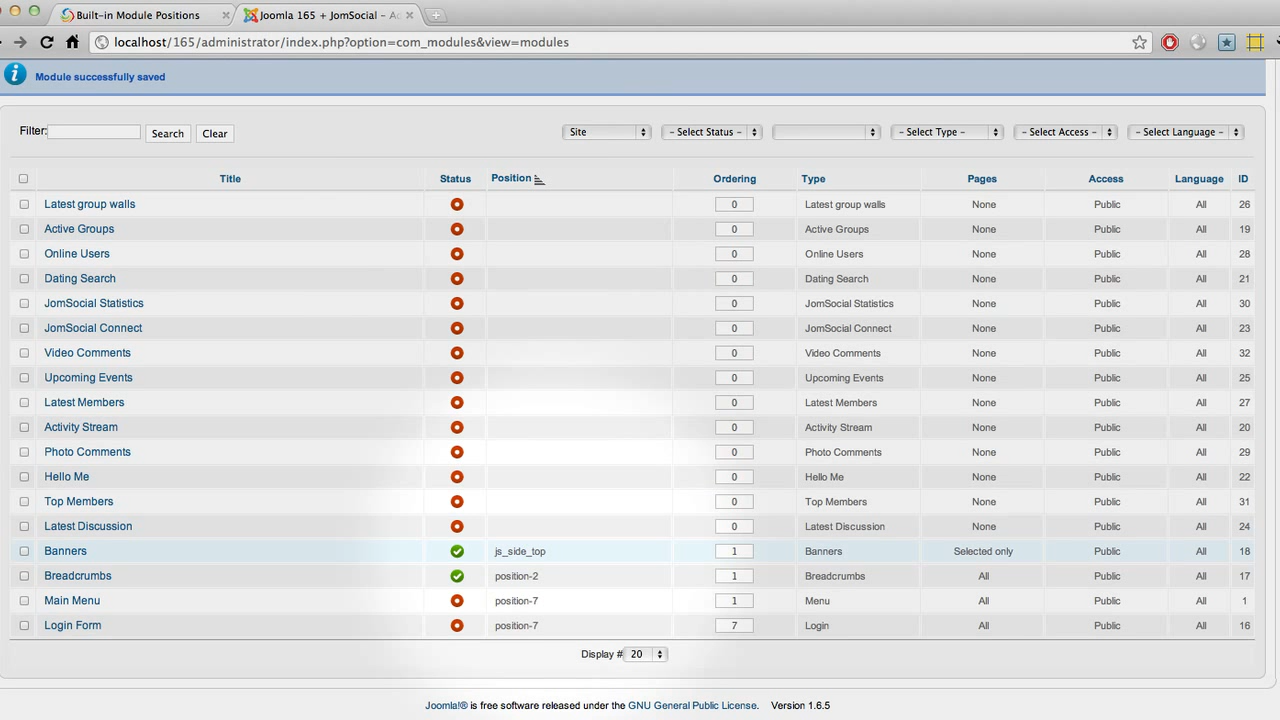 Built-in Module Positions
Joomla 165 + JomSocial – Ad
localhost/165/administrator/index.php?option=com_modules&view=modules
Module successfully saved
Filter: Search Clear Site - Select Status - - Select Type - - Select Access - - Select Language -
Title Status Position Ordering Type Pages Access Language ID
Latest group walls 0 Latest group walls None Public All 26
Active Groups 0 Active Groups None Public All 19
Online Users 0 Online Users None Public All 28
Dating Search 0 Dating Search None Public All 21
JomSocial Statistics 0 JomSocial Statistics None Public All 30
JomSocial Connect 0 JomSocial Connect None Public All 23
Video Comments 0 Video Comments None Public All 32
Upcoming Events 0 Upcoming Events None Public All 25
Latest Members 0 Latest Members None Public All 27
Activity Stream 0 Activity Stream None Public All 20
Photo Comments 0 Photo Comments None Public All 29
Hello Me 0 Hello Me None Public All 22
Top Members 0 Top Members None Public All 31
Latest Discussion 0 Latest Discussion None Public All 24
Banners js_side_top 1 Banners Selected only Public All 18
Breadcrumbs position-2 1 Breadcrumbs All Public All 17
Main Menu position-7 1 Menu All Public All 1
Login Form position-7 7 Login All Public All 16
Display # 20
Joomla!® is free software released under the GNU General Public License. Version 1.6.5